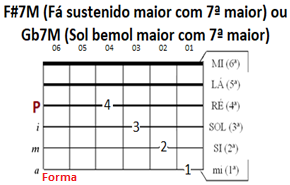 F#7M (Fá sustenido maior com 7ª maior) ou
Gb7M (Sol bemol maior com 7ª maior)
06 05 04 03 02 01
MI (6ª)
LÁ (5ª)
P 4 RÉ (4ª)
i 3 SOL (3ª)
m 2 SI (2ª)
a 1 mi (1ª)
Forma